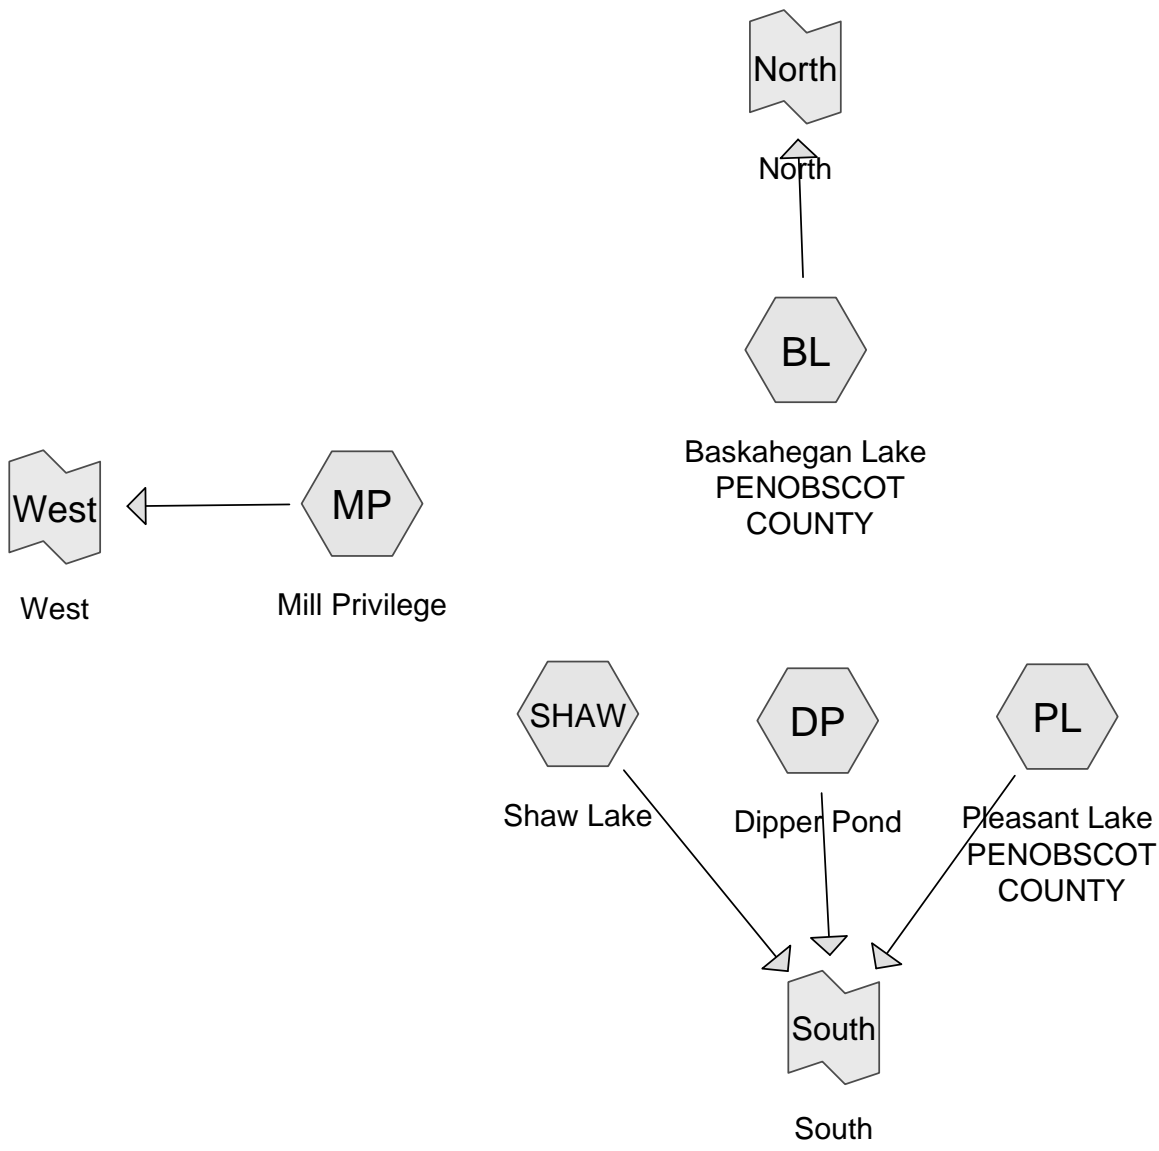 North
North
BL
Baskahegan Lake
PENOBSCOT
COUNTY
West
West
MP
Mill Privilege
SHAW
Shaw Lake
DP
Dipper Pond
PL
Pleasant Lake
PENOBSCOT
COUNTY
South
South